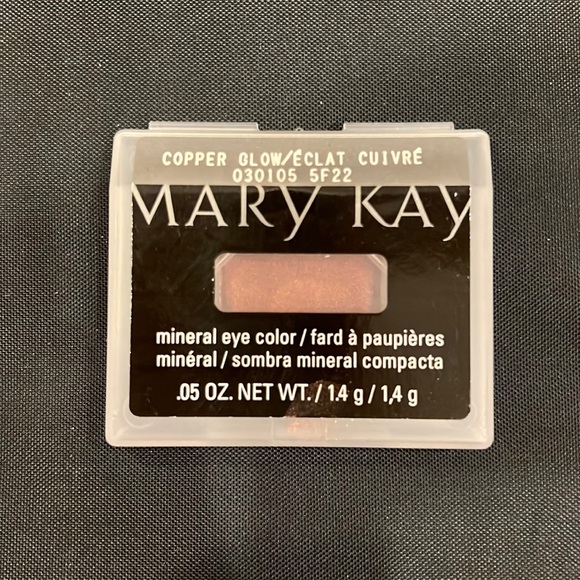 COPPER GLOW/ÉCLAT CUIVRÉ
030105 5F22
MARY KAY
mineral eye color / fard à paupières
minéral / sombra mineral compacta
.05 OZ. NET WT. / 1.4 g / 1,4 g